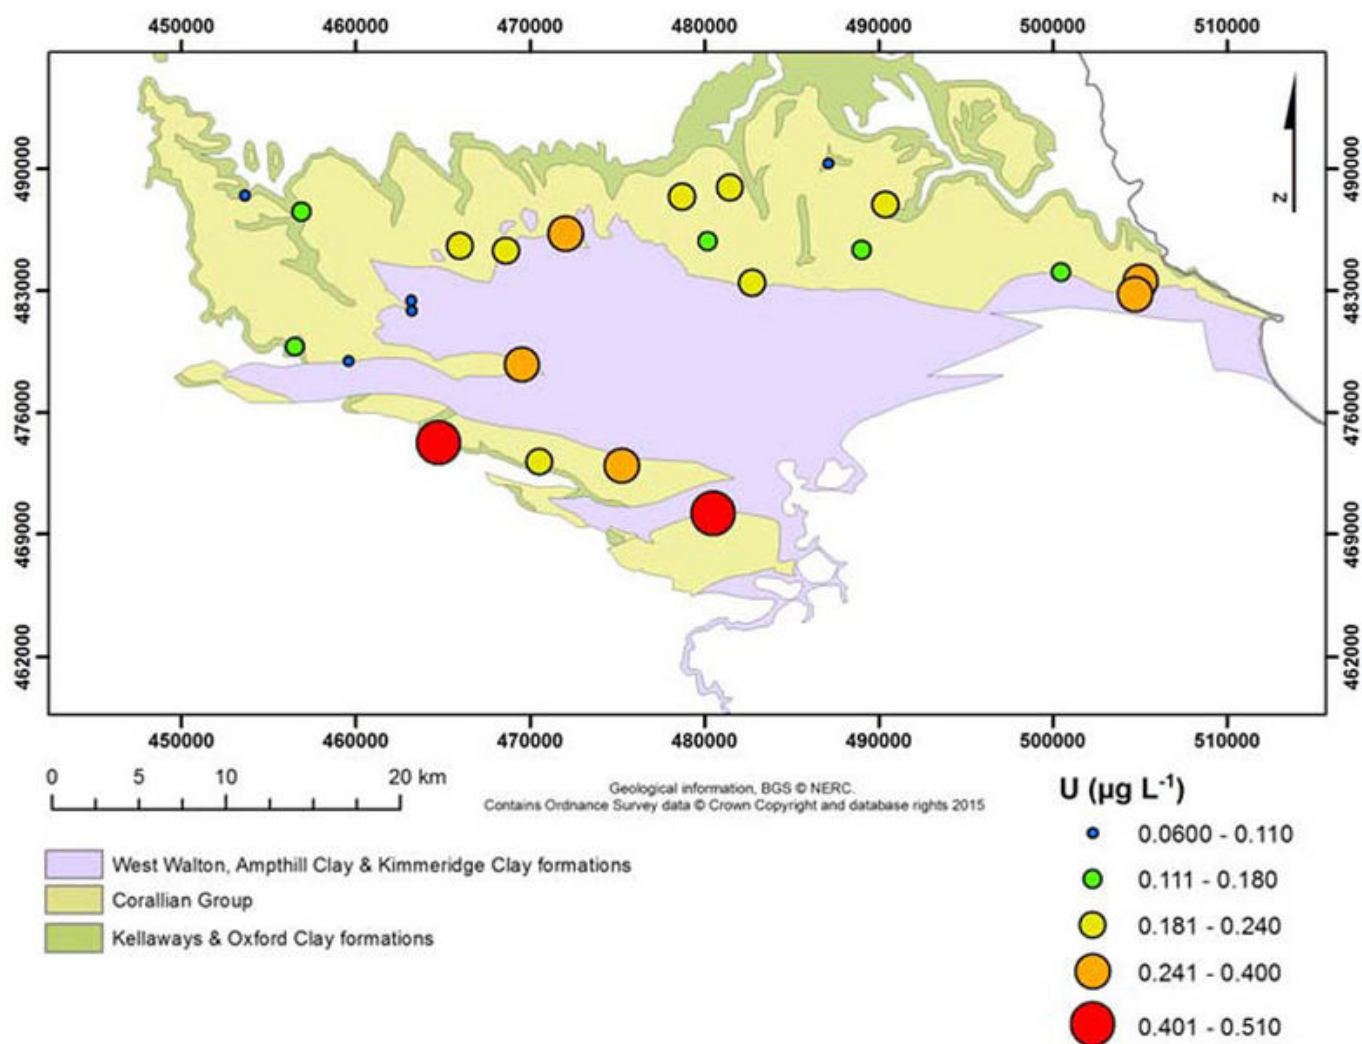 450000 460000 470000 480000 490000 500000 510000
490000 490000
483000 483000
476000 476000
469000 469000
462000 462000
N
450000 460000 470000 480000 490000 500000 510000
0 5 10 20 km
Geological information, BGS © NERC.
Contains Ordnance Survey data © Crown Copyright and database rights 2015
West Walton, Ampthill Clay & Kimmeridge Clay formations
Corallian Group
Kellaways & Oxford Clay formations
U (µg L⁻¹)
0.0600 - 0.110
0.111 - 0.180
0.181 - 0.240
0.241 - 0.400
0.401 - 0.510